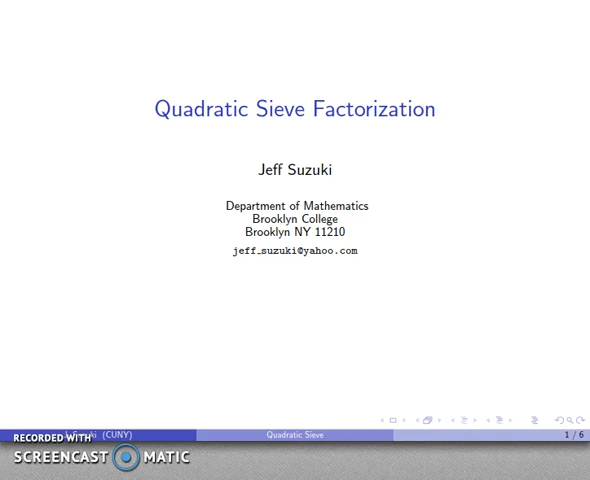 Quadratic Sieve Factorization
Jeff Suzuki
Department of Mathematics
Brooklyn College
Brooklyn NY 11210
jeff_suzuki@yahoo.com
(CUNY) Quadratic Sieve 1 / 6
RECORDED WITH
SCREENCAST MATIC